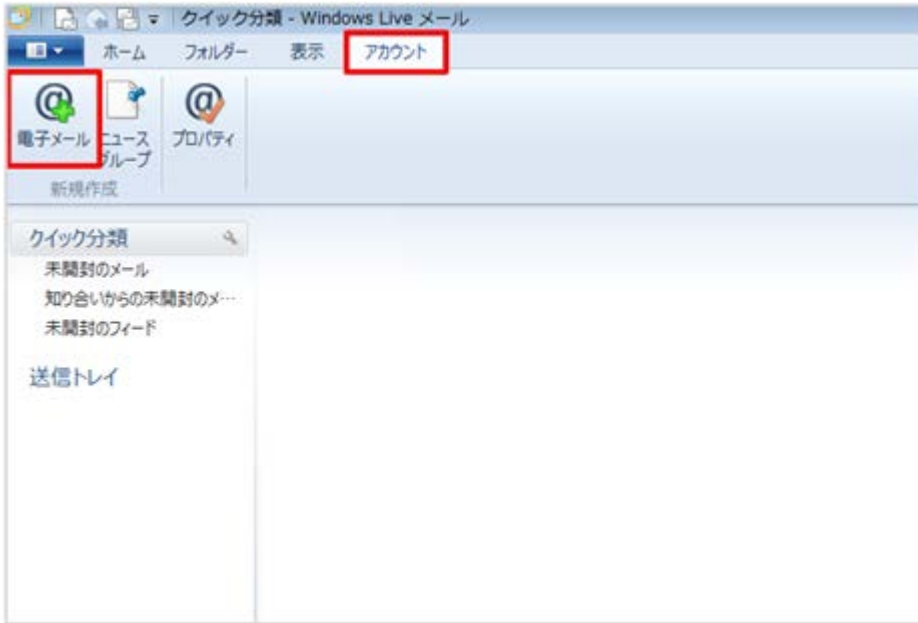 クイック分類 - Windows Live メール
ホーム フォルダー 表示 アカウント
電子メール ニュース グループ プロパティ
新規作成
クイック分類
未開封のメール
知り合いからの未開封のメ…
未開封のフィード
送信トレイ